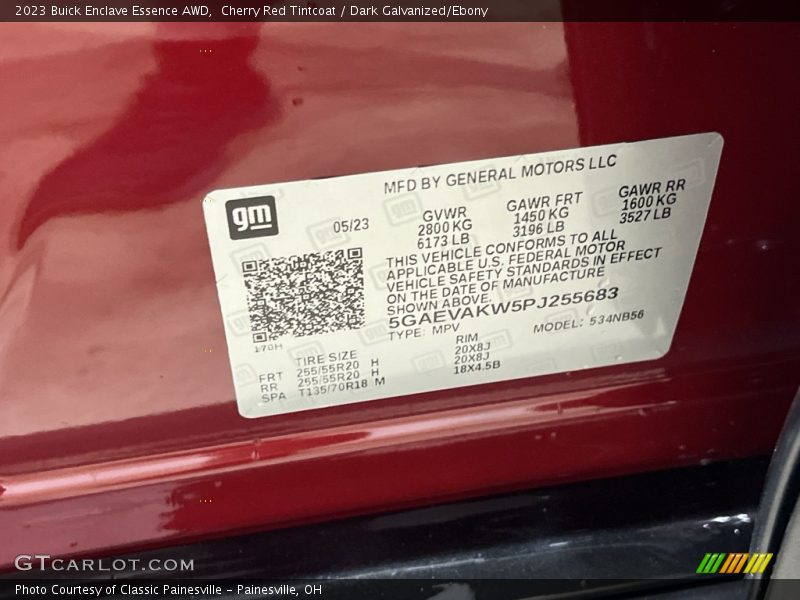 2023 Buick Enclave Essence AWD,  Cherry Red Tintcoat / Dark Galvanized/Ebony
MFD BY GENERAL MOTORS LLC
gm
05/23
GVWR GAWR FRT GAWR RR
2800 KG 1450 KG 1600 KG
6173 LB 3196 LB 3527 LB
THIS VEHICLE CONFORMS TO ALL
APPLICABLE U.S. FEDERAL MOTOR
VEHICLE SAFETY STANDARDS IN EFFECT
ON THE DATE OF MANUFACTURE
SHOWN ABOVE.
5GAEVAKW5PJ255683
TYPE: MPV MODEL: 534NB56
170H
TIRE SIZE RIM
FRT 255/55R20 H 20X8J
RR 255/55R20 H 20X8J
SPA T135/70R18 M 18X4.5B
GTCARLOT.COM
Photo Courtesy of Classic Painesville - Painesville, OH